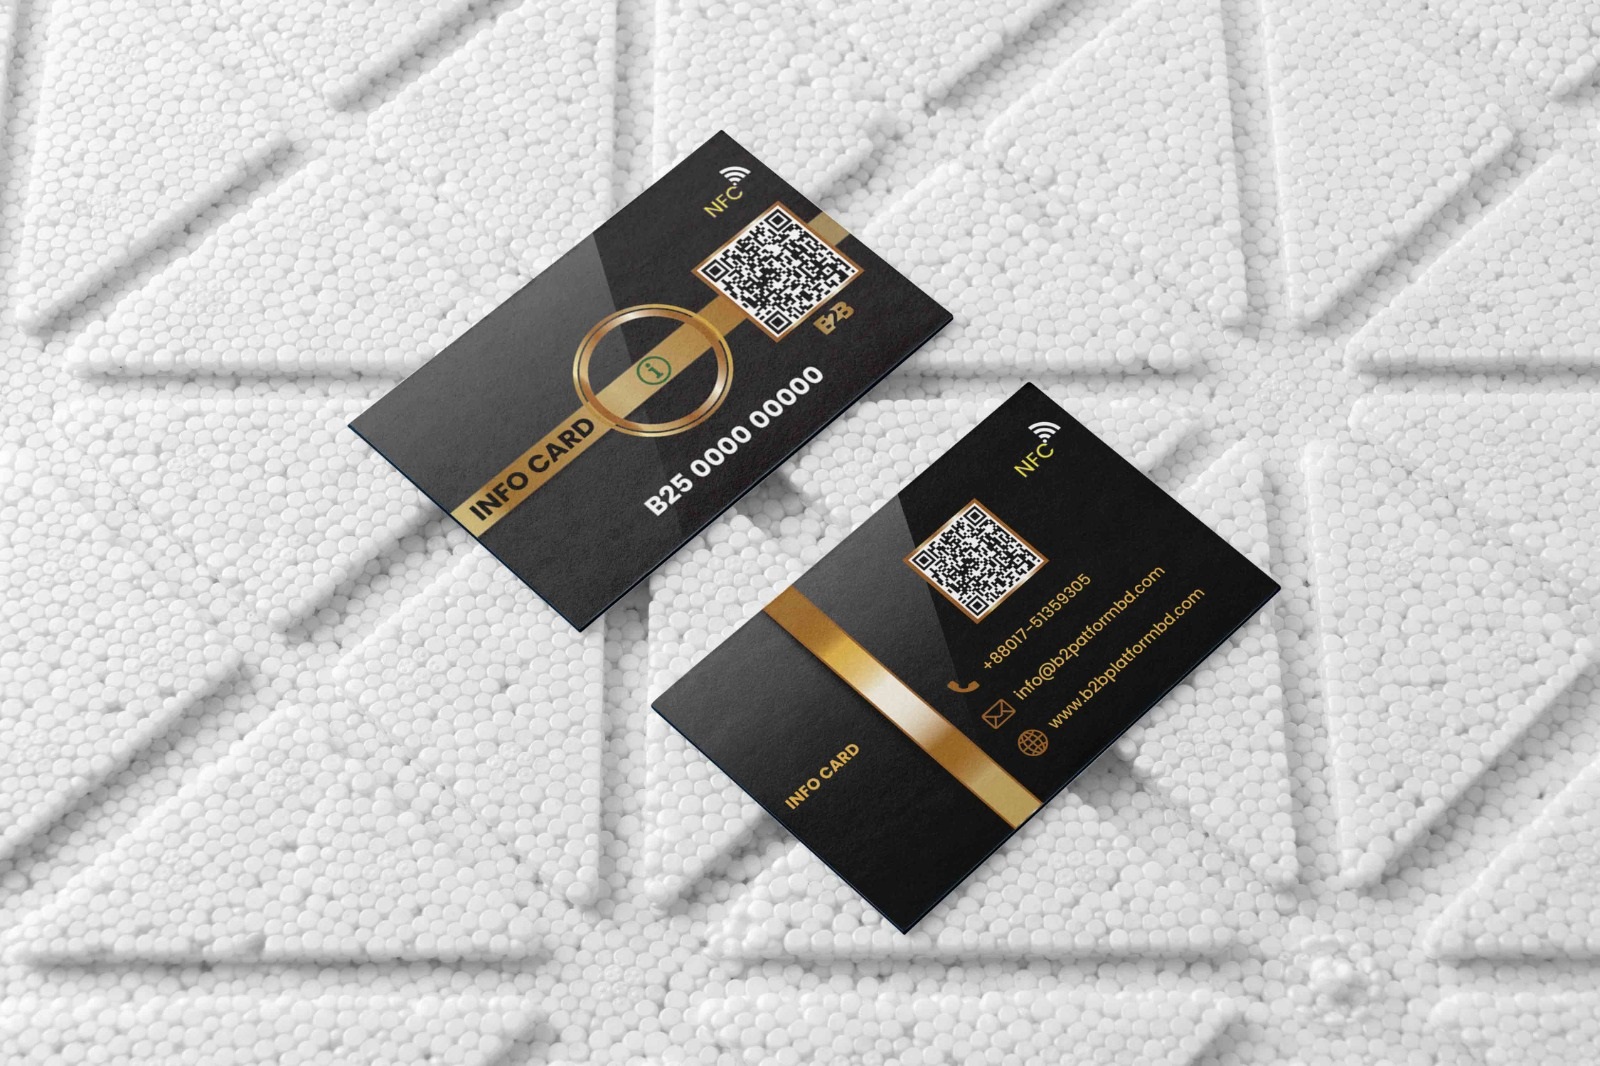 NFC
B2B
INFO CARD
i
B25 0000 00000
NFC
+88017-51359305
info@b2patformbd.com
www.b2bplatformbd.com
INFO CARD